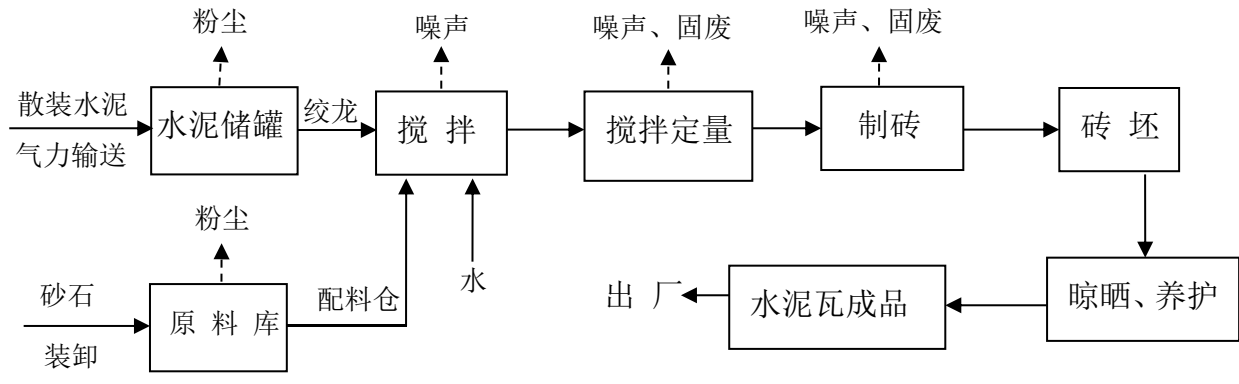 粉尘
噪声
噪声、固废
噪声、固废
散装水泥
气力输送
水泥储罐
绞龙
搅 拌
搅拌定量
制砖
砖 坯
粉尘
砂石
装卸
原 料 库
配料仓
水
出 厂
水泥瓦成品
晾晒、养护